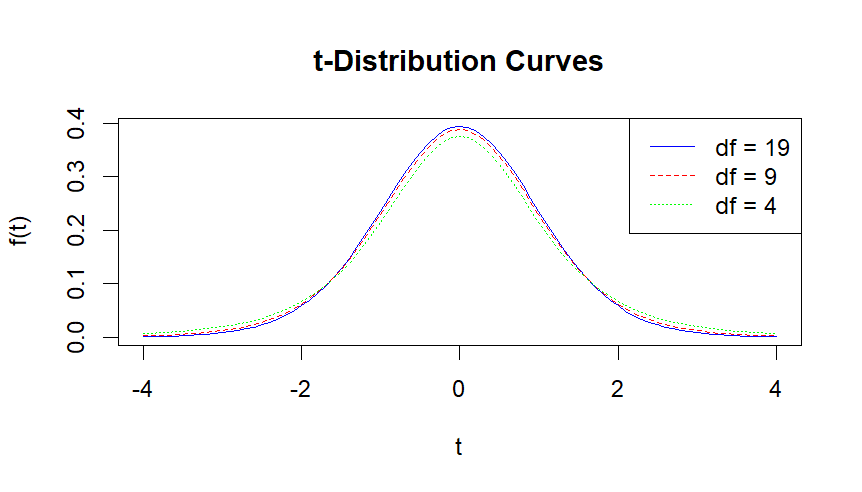 t-Distribution Curves
f(t)
0.4
0.3
0.2
0.1
0.0
df = 19
df = 9
df = 4
-4 -2 0 2 4
t